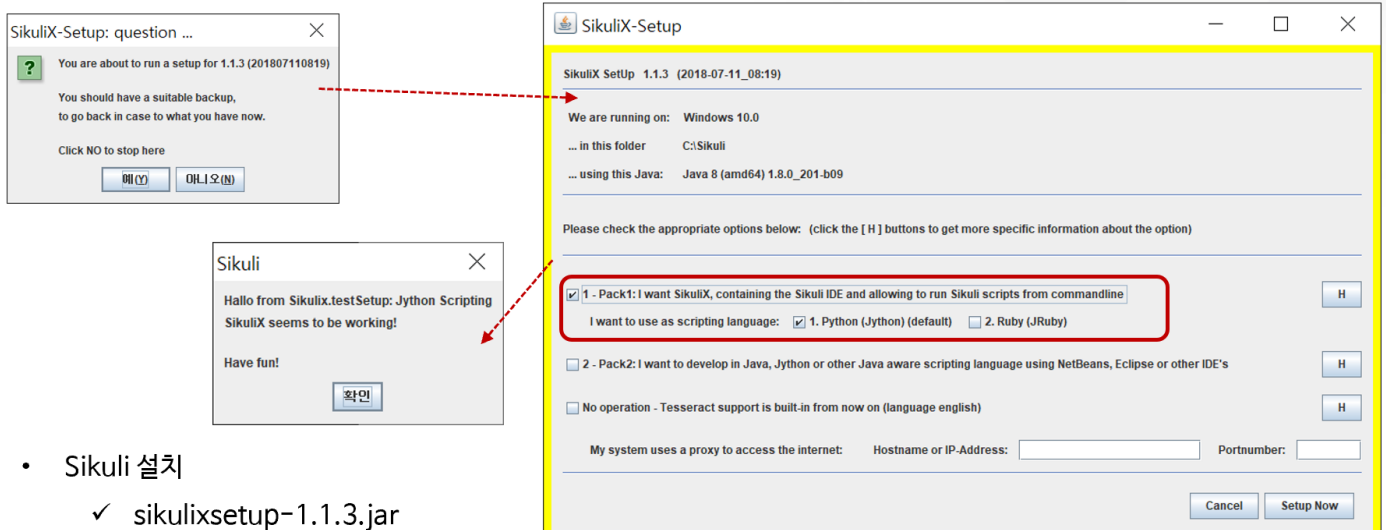 SikuliX-Setup: question ...
You are about to run a setup for 1.1.3 (201807110819)
You should have a suitable backup,
to go back in case to what you have now.
Click NO to stop here
예(Y) 아니오(N)
SikuliX-Setup
SikuliX SetUp 1.1.3 (2018-07-11_08:19)
We are running on: Windows 10.0
... in this folder C:\Sikuli
... using this Java: Java 8 (amd64) 1.8.0_201-b09
Please check the appropriate options below: (click the [ H ] buttons to get more specific information about the option)
1 - Pack1: I want SikuliX, containing the Sikuli IDE and allowing to run Sikuli scripts from commandline H
I want to use as scripting language: 1. Python (Jython) (default) 2. Ruby (JRuby)
2 - Pack2: I want to develop in Java, Jython or other Java aware scripting language using NetBeans, Eclipse or other IDE's H
No operation - Tesseract support is built-in from now on (language english) H
My system uses a proxy to access the internet: Hostname or IP-Address: Portnumber:
Cancel Setup Now
Sikuli
Hallo from Sikulix.testSetup: Jython Scripting
SikuliX seems to be working!
Have fun!
확인
• Sikuli 설치
✓ sikulixsetup-1.1.3.jar